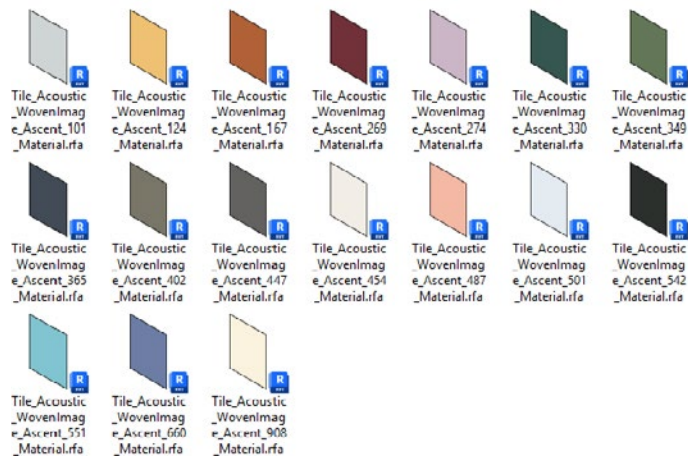 Tile_Acoustic Tile_Acoustic Tile_Acoustic Tile_Acoustic Tile_Acoustic Tile_Acoustic Tile_Acoustic
_WovenImag _WovenImag _WovenImag _WovenImag _WovenImag _WovenImag _WovenImag
e_Ascent_101 e_Ascent_124 e_Ascent_167 e_Ascent_269 e_Ascent_274 e_Ascent_330 e_Ascent_349
_Material.rfa _Material.rfa _Material.rfa _Material.rfa _Material.rfa _Material.rfa _Material.rfa
Tile_Acoustic Tile_Acoustic Tile_Acoustic Tile_Acoustic Tile_Acoustic Tile_Acoustic Tile_Acoustic
_WovenImag _WovenImag _WovenImag _WovenImag _WovenImag _WovenImag _WovenImag
e_Ascent_365 e_Ascent_402 e_Ascent_447 e_Ascent_454 e_Ascent_487 e_Ascent_501 e_Ascent_542
_Material.rfa _Material.rfa _Material.rfa _Material.rfa _Material.rfa _Material.rfa _Material.rfa
Tile_Acoustic Tile_Acoustic Tile_Acoustic
_WovenImag _WovenImag _WovenImag
e_Ascent_551 e_Ascent_660 e_Ascent_908
_Material.rfa _Material.rfa _Material.rfa